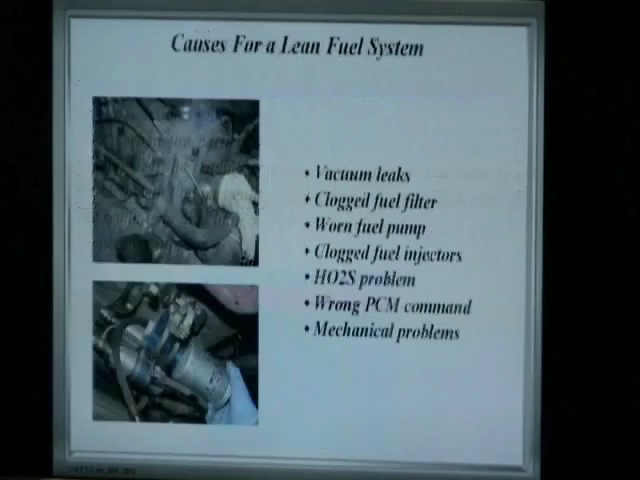 Causes For a Lean Fuel System
• Vacuum leaks
• Clogged fuel filter
• Worn fuel pump
• Clogged fuel injectors
• HO2S problem
• Wrong PCM command
• Mechanical problems